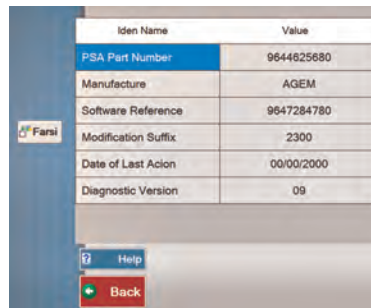 Iden Name Value
PSA Part Number 9644625680
Manufacture AGEM
Software Reference 9647284780
Farsi
Modification Suffix 2300
Date of Last Acion 00/00/2000
Diagnostic Version 09
? Help
Back